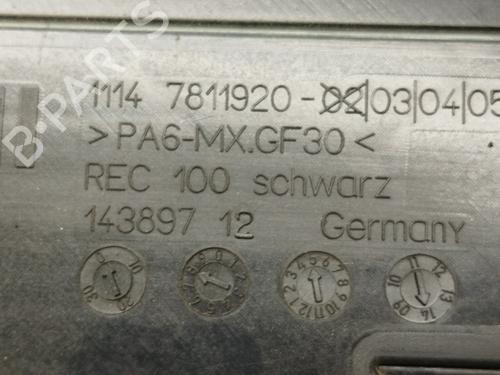 1114 7811920-02|03|04|05
>PA6-MX.GF30<
REC 100 schwarz
143897 12 Germany
B-PARTS